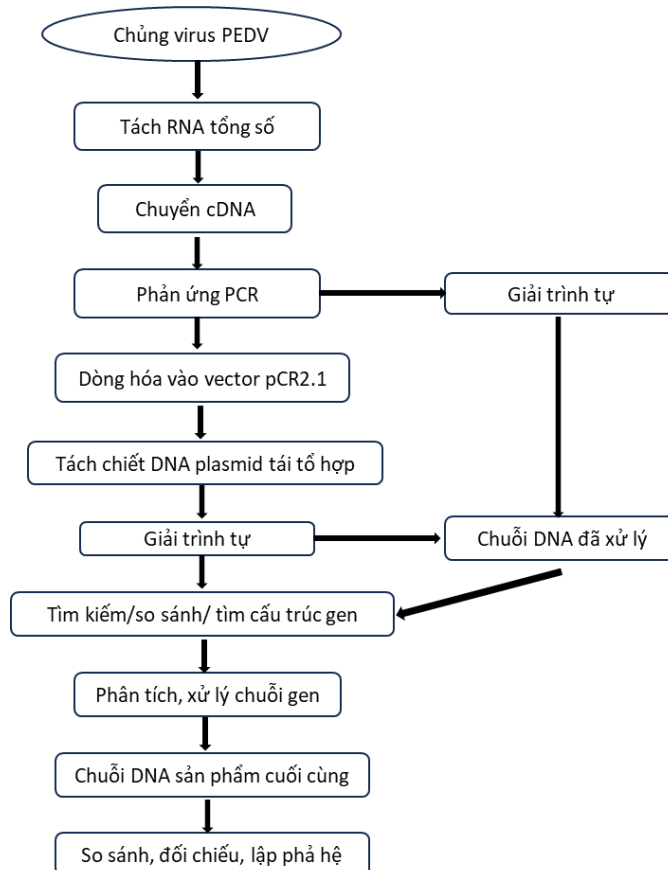 Chủng virus PEDV
Tách RNA tổng số
Chuyển cDNA
Phản ứng PCR
Giải trình tự
Dòng hóa vào vector pCR2.1
Tách chiết DNA plasmid tái tổ hợp
Giải trình tự
Chuỗi DNA đã xử lý
Tìm kiếm/so sánh/ tìm cấu trúc gen
Phân tích, xử lý chuỗi gen
Chuỗi DNA sản phẩm cuối cùng
So sánh, đối chiếu, lập phả hệ